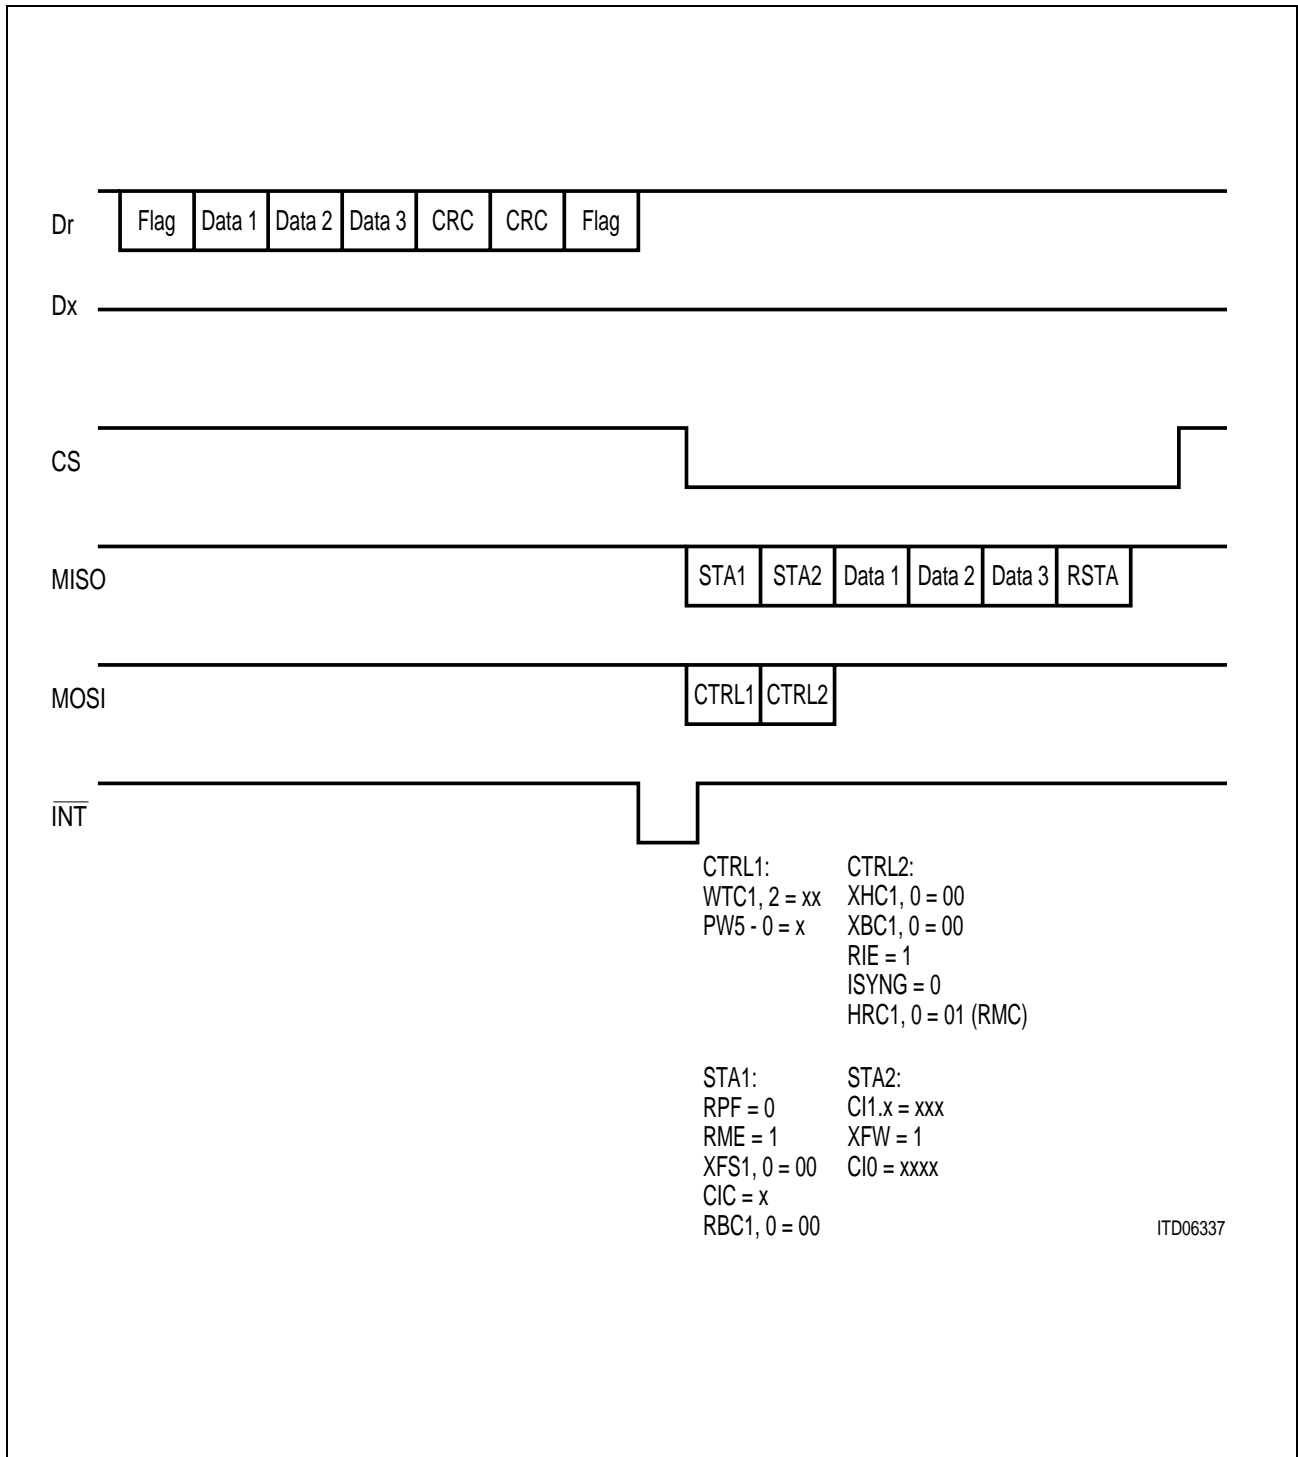 Dr Flag Data 1 Data 2 Data 3 CRC CRC Flag
Dx
CS
MISO STA1 STA2 Data 1 Data 2 Data 3 RSTA
MOSI CTRL1 CTRL2
INT
CTRL1: CTRL2:
WTC1, 2 = xx XHC1, 0 = 00
PW5 - 0 = x XBC1, 0 = 00
RIE = 1
ISYNG = 0
HRC1, 0 = 01 (RMC)
STA1: STA2:
RPF = 0 CI1.x = xxx
RME = 1 XFW = 1
XFS1, 0 = 00 CI0 = xxxx
CIC = x
RBC1, 0 = 00
ITD06337